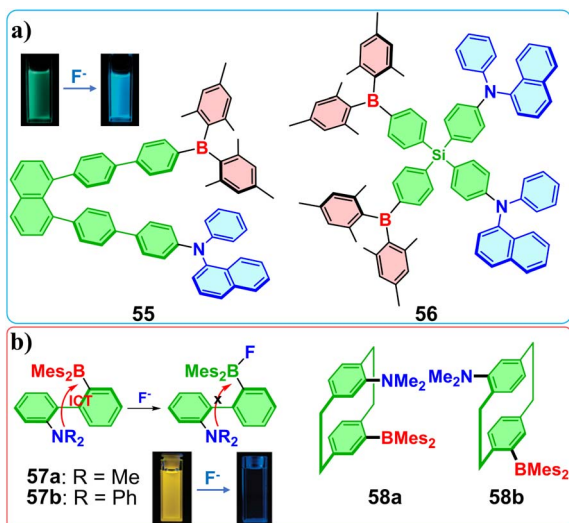 a)
F⁻
B
B
N
Si
B
N
N
55
56
b)
Mes₂B
ICT
NR₂
F⁻
F
Mes₂B
x
NR₂
57a: R = Me
57b: R = Ph
F⁻
NMe₂
BMes₂
58a
Me₂N
BMes₂
58b